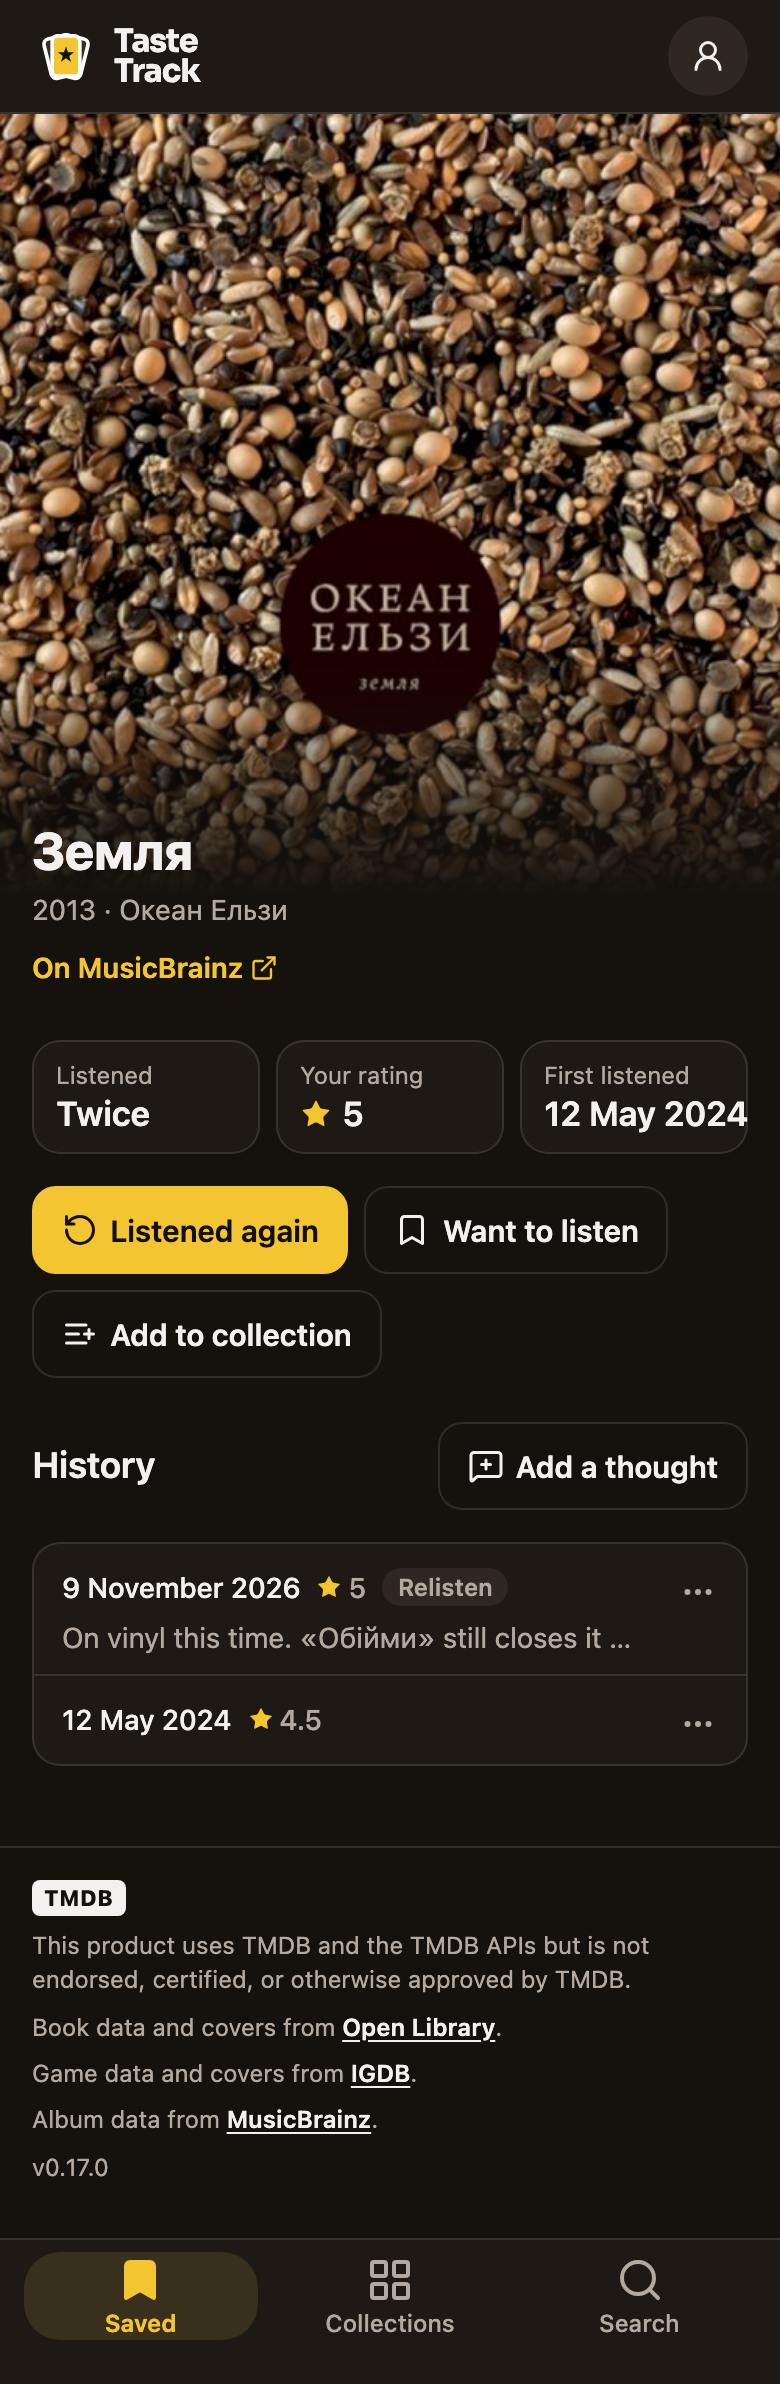 Taste
Track
ОКЕАН
ЕЛЬЗИ
земля
Земля
2013 · Океан Ельзи
On MusicBrainz
Listened
Twice
Your rating
5
First listened
12 May 2024
Listened again
Want to listen
Add to collection
History
Add a thought
9 November 2026 5 Relisten
On vinyl this time. «Обійми» still closes it ...
12 May 2024 4.5
TMDB
This product uses TMDB and the TMDB APIs but is not
endorsed, certified, or otherwise approved by TMDB.
Book data and covers from Open Library.
Game data and covers from IGDB.
Album data from MusicBrainz.
v0.17.0
Saved
Collections
Search